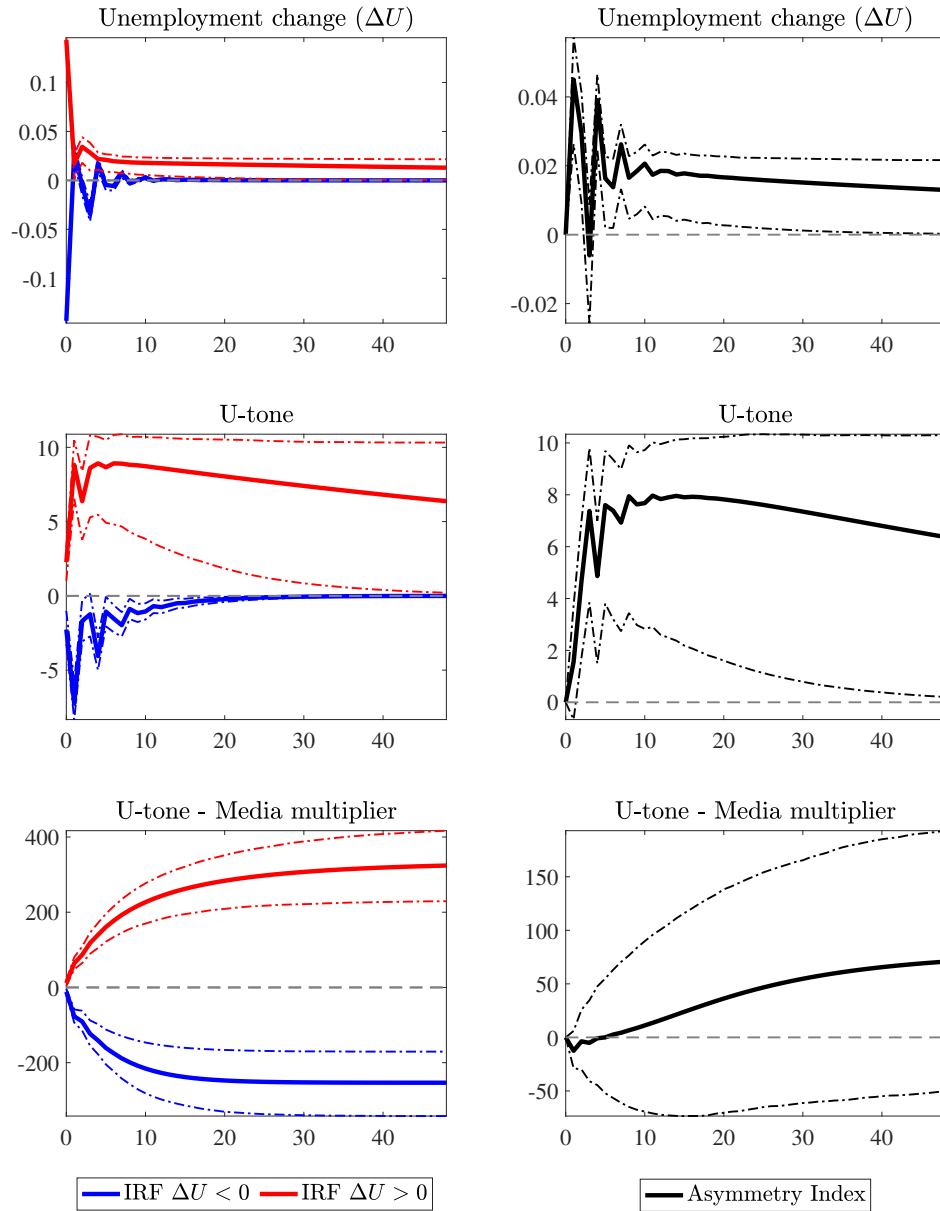 Unemployment change (ΔU)
0.1
0.05
0
-0.05
-0.1
0 10 20 30 40
Unemployment change (ΔU)
0.04
0.02
0
-0.02
0 10 20 30 40
U-tone
10
5
0
-5
0 10 20 30 40
U-tone
10
8
6
4
2
0
0 10 20 30 40
U-tone - Media multiplier
400
200
0
-200
0 10 20 30 40
U-tone - Media multiplier
150
100
50
0
-50
0 10 20 30 40
IRF ΔU < 0 IRF ΔU > 0
Asymmetry Index